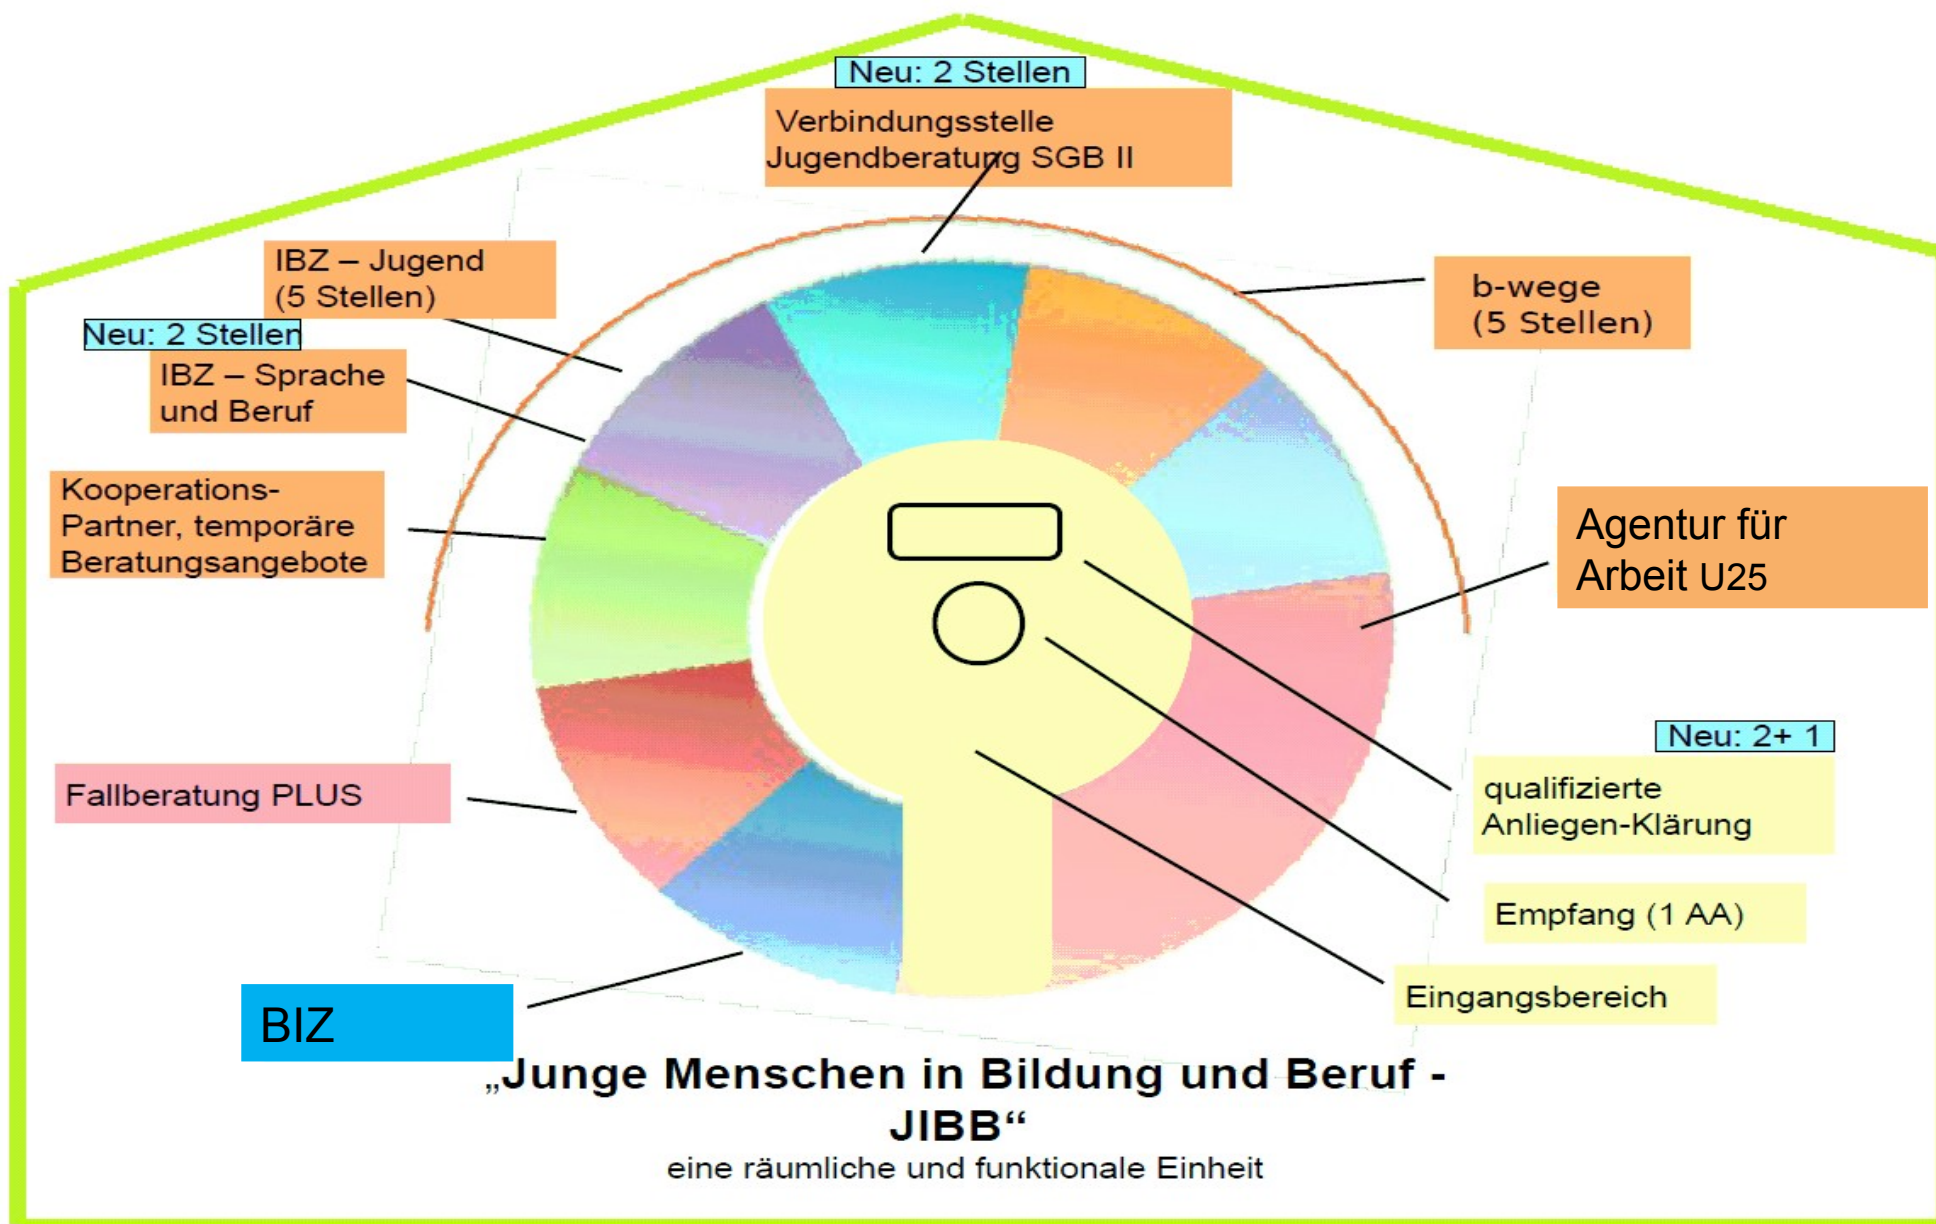 Neu: 2 Stellen
Verbindungsstelle
Jugendberatung SGB II
IBZ – Jugend
(5 Stellen)
Neu: 2 Stellen
IBZ – Sprache
und Beruf
b-wege
(5 Stellen)
Kooperations-
Partner, temporäre
Beratungsangebote
Agentur für
Arbeit U25
Neu: 2+ 1
qualifizierte
Anliegen-Klärung
Fallberatung PLUS
Empfang (1 AA)
Eingangsbereich
BIZ
„Junge Menschen in Bildung und Beruf -
JIBB“
eine räumliche und funktionale Einheit